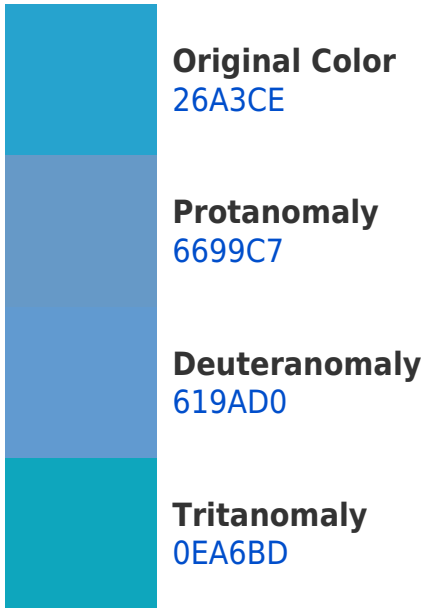 Original Color
26A3CE
Protanomaly
6699C7
Deuteranomaly
619AD0
Tritanomaly
0EA6BD